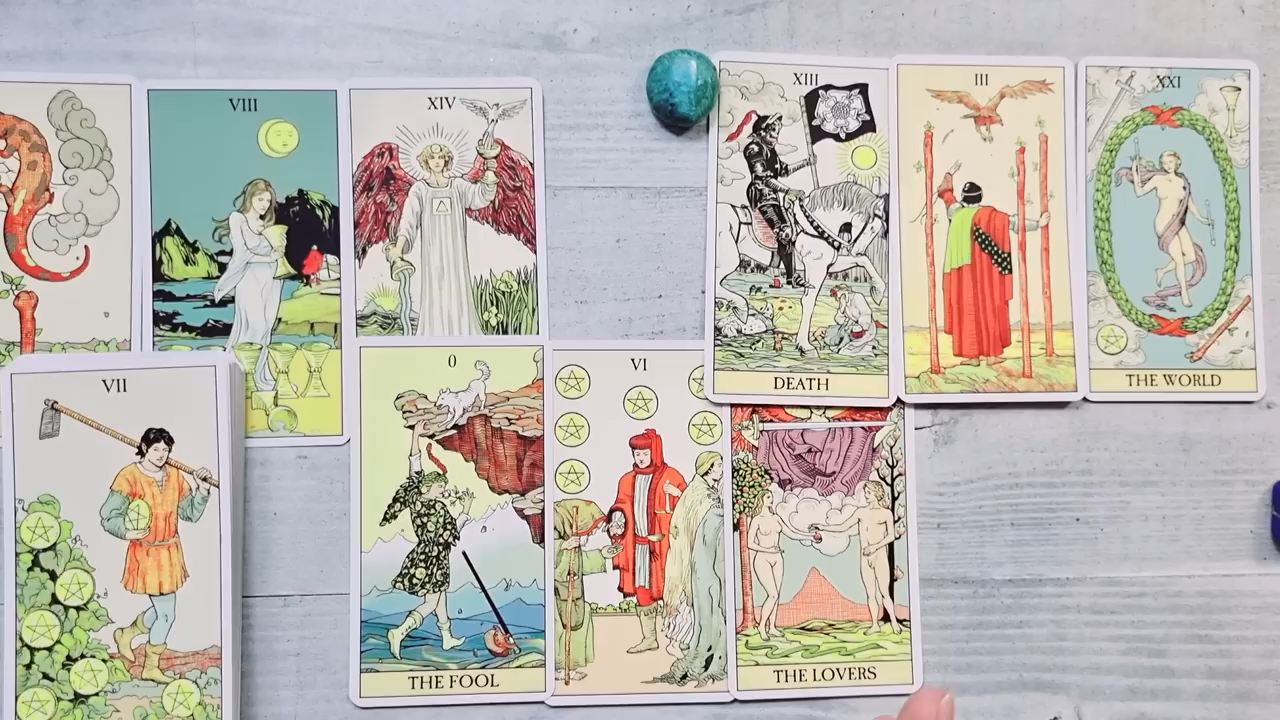 VIII
XIV
XIII
DEATH
III
XXI
THE WORLD
VII
0
THE FOOL
VI
THE LOVERS